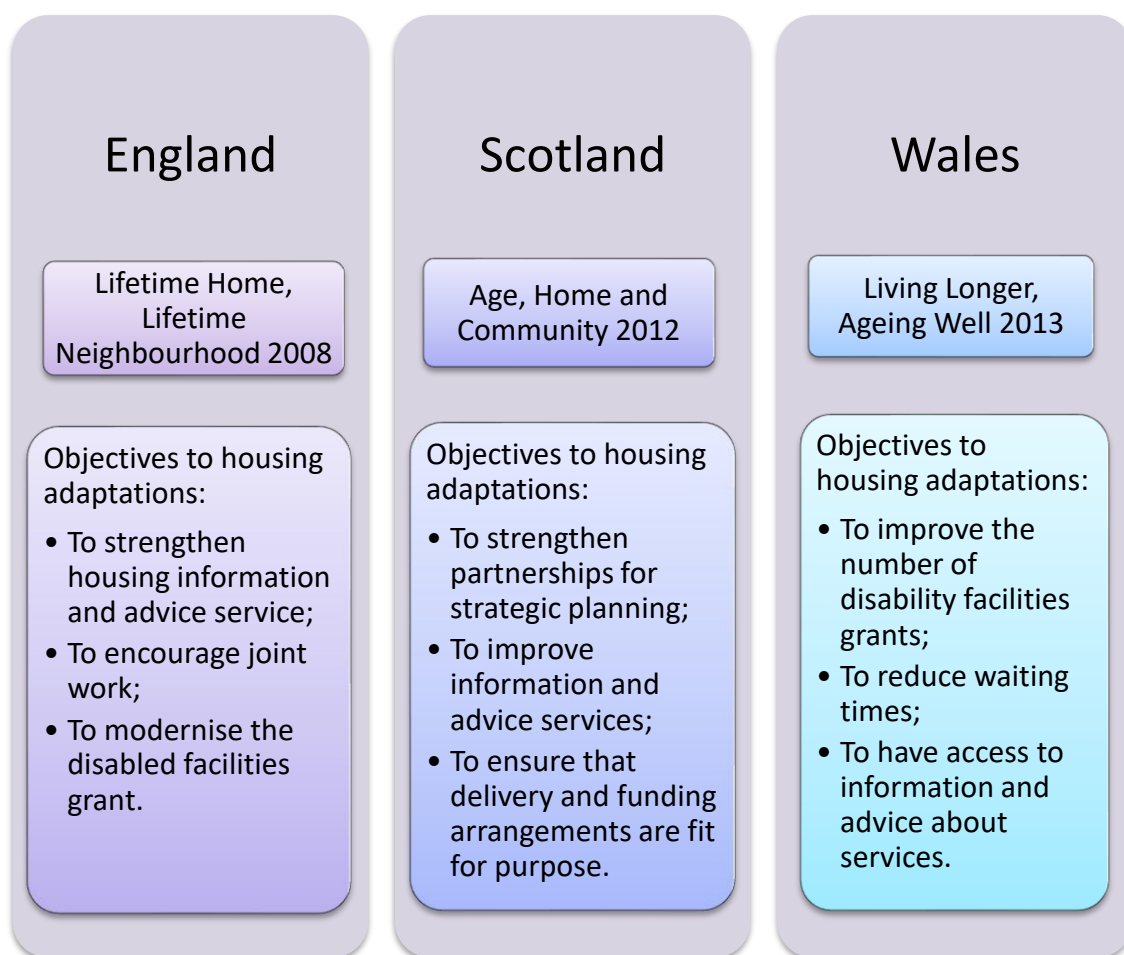 England
Lifetime Home,
Lifetime
Neighbourhood 2008
Objectives to housing
adaptations:
• To strengthen
housing information
and advice service;
• To encourage joint
work;
• To modernise the
disabled facilities
grant.
Scotland
Age, Home and
Community 2012
Objectives to housing
adaptations:
• To strengthen
partnerships for
strategic planning;
• To improve
information and
advice services;
• To ensure that
delivery and funding
arrangements are fit
for purpose.
Wales
Living Longer,
Ageing Well 2013
Objectives to
housing adaptations:
• To improve the
number of
disability facilities
grants;
• To reduce waiting
times;
• To have access to
information and
advice about
services.